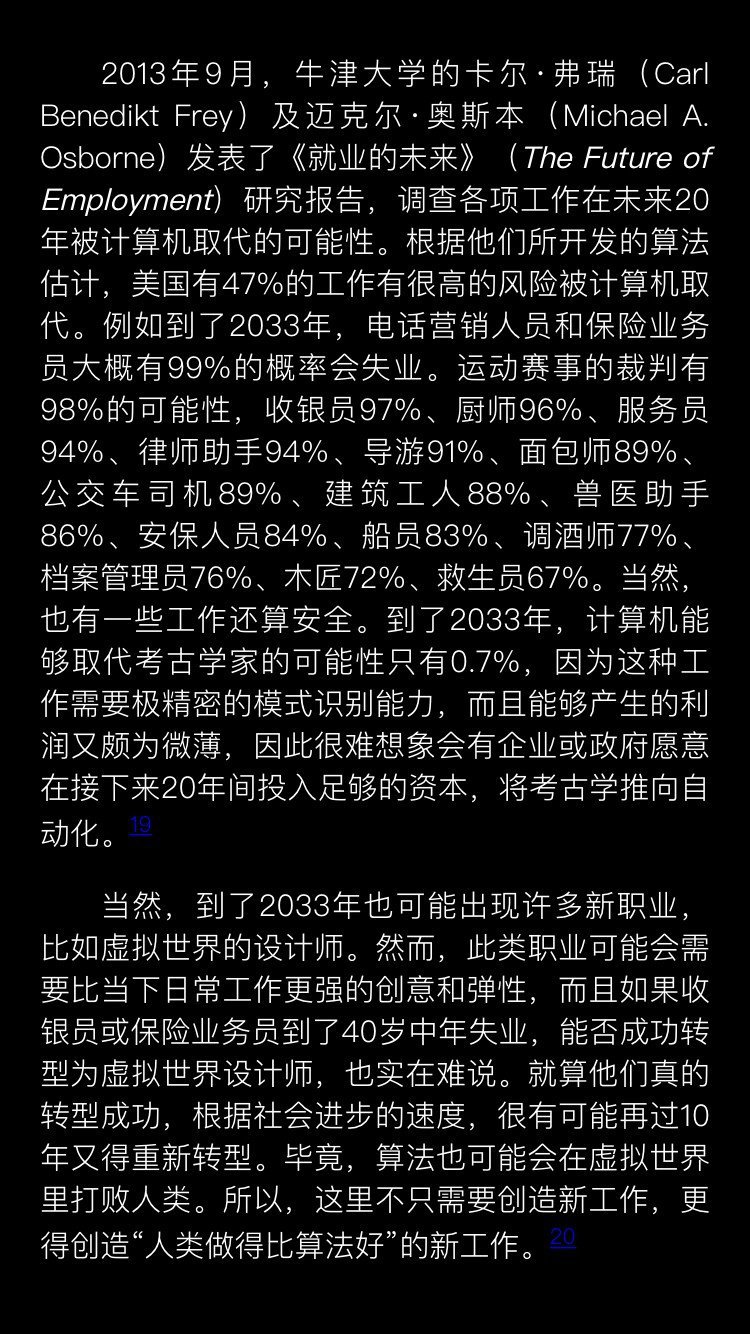 2013年9月，牛津大学的卡尔·弗瑞（Carl
Benedikt Frey）及迈克尔·奥斯本（Michael A.
Osborne）发表了《就业的未来》（The Future of
Employment）研究报告，调查各项工作在未来20
年被计算机取代的可能性。根据他们所开发的算法
估计，美国有47%的工作有很高的风险被计算机取
代。例如到了2033年，电话营销人员和保险业务
员大概有99%的概率会失业。运动赛事的裁判有
98%的可能性，收银员97%、厨师96%、服务员
94%、律师助手94%、导游91%、面包师89%、
公交车司机89%、建筑工人88%、兽医助手
86%、安保人员84%、船员83%、调酒师77%、
档案管理员76%、木匠72%、救生员67%。当然，
也有一些工作还算安全。到了2033年，计算机能
够取代考古学家的可能性只有0.7%，因为这种工
作需要极精密的模式识别能力，而且能够产生的利
润又颇为微薄，因此很难想象会有企业或政府愿意
在接下来20年间投入足够的资本，将考古学推向自
动化。19
当然，到了2033年也可能出现许多新职业，
比如虚拟世界的设计师。然而，此类职业可能会需
要比当下日常工作更强的创意和弹性，而且如果收
银员或保险业务员到了40岁中年失业，能否成功转
型为虚拟世界设计师，也实在难说。就算他们真的
转型成功，根据社会进步的速度，很有可能再过10
年又得重新转型。毕竟，算法也可能会在虚拟世界
里打败人类。所以，这里不只需要创造新工作，更
得创造“人类做得比算法好”的新工作。20